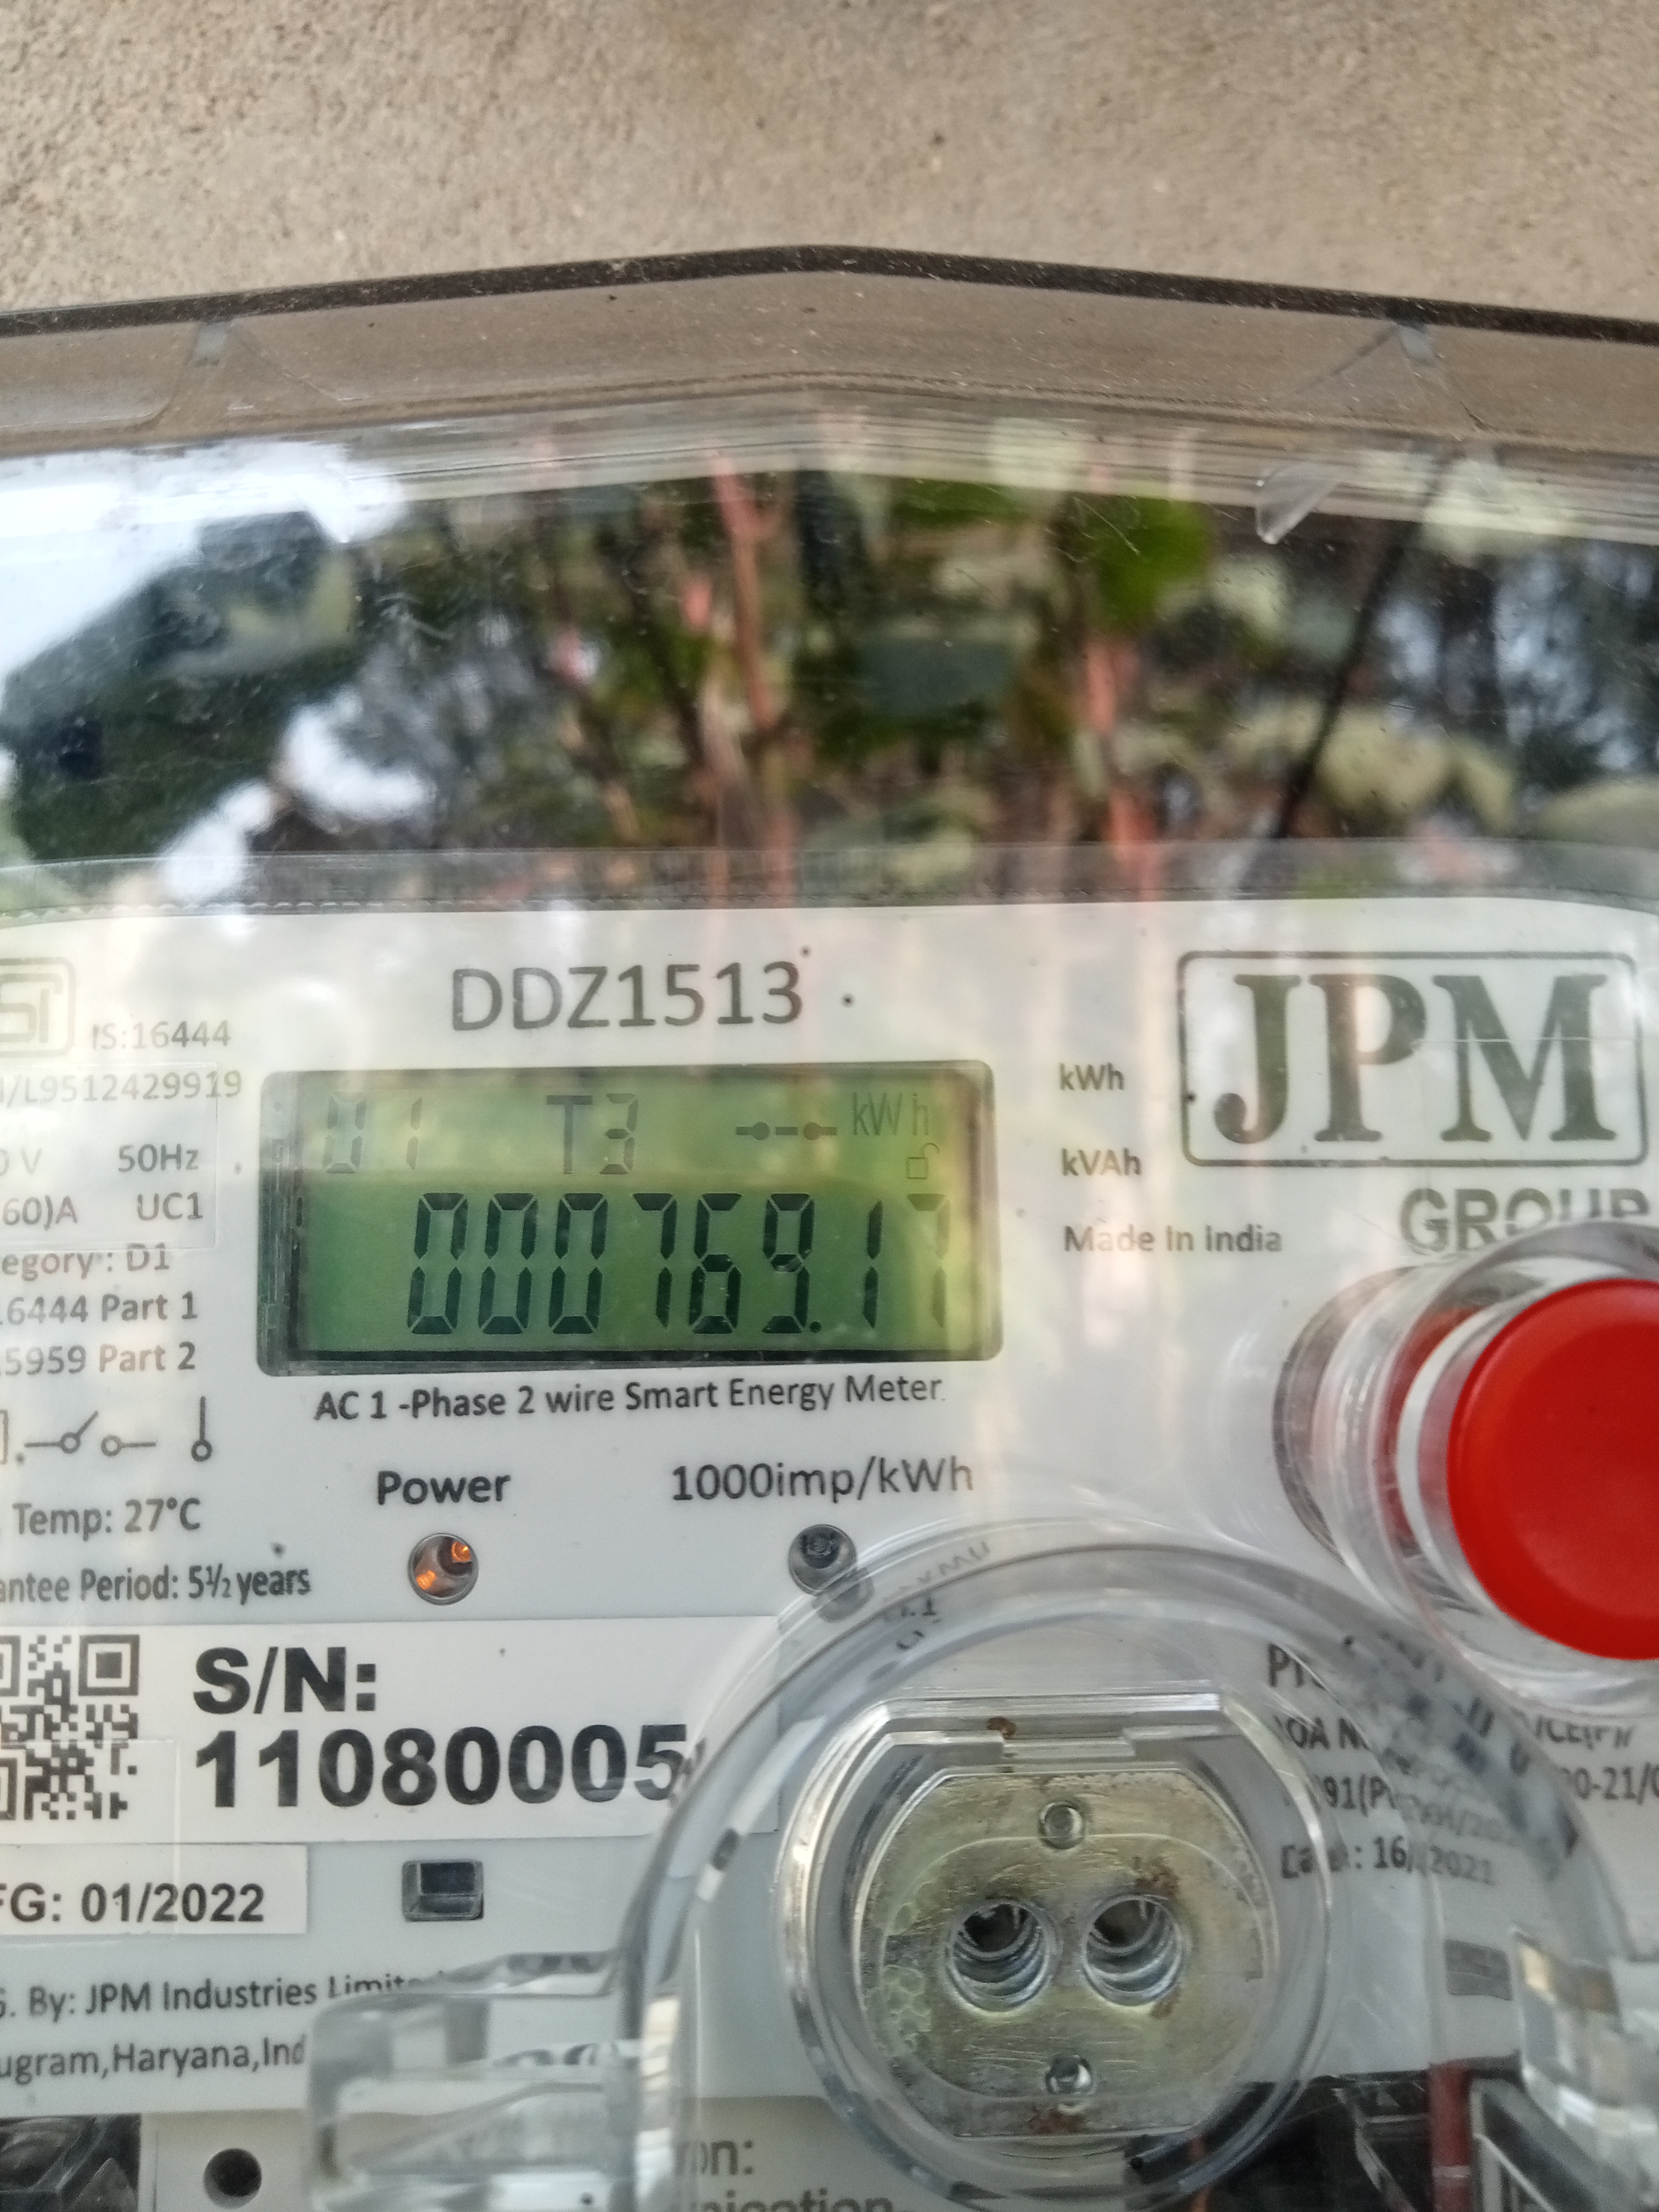 DDZ1513
JPM
GROUP
IS:16444
/L9512429919
V 50Hz
60)A UC1
egory : D1
16444 Part 1
5959 Part 2
Temp: 27°C
antee Period: 5½ years
01 T3 kWh
000769.17
kWh
kVAh
Made In India
AC 1 -Phase 2 wire Smart Energy Meter
Power 1000imp/kWh
S/N:
11080005
FG: 01/2022
. By: JPM Industries Limite
ugram,Haryana,Ind